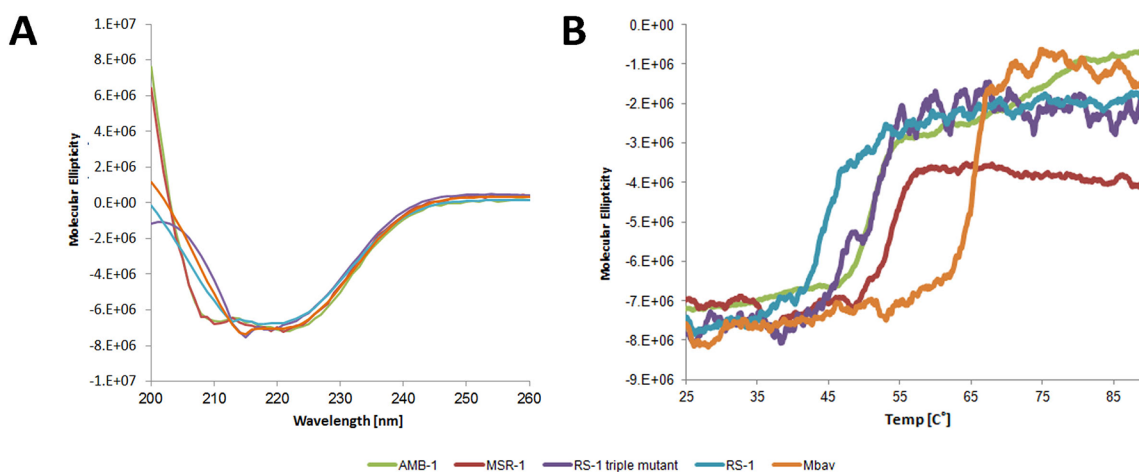 A
1.E+07
8.E+06
6.E+06
4.E+06
2.E+06
0.E+00
-2.E+06
-4.E+06
-6.E+06
-8.E+06
-1.E+07
Molecular Ellipticity
200 210 220 230 240 250 260
Wavelength [nm]
B
0.E+00
-1.E+06
-2.E+06
-3.E+06
-4.E+06
-5.E+06
-6.E+06
-7.E+06
-8.E+06
-9.E+06
Molecular Ellipticity
25 35 45 55 65 75 85
Temp [C°]
AMB-1 MSR-1 RS-1 triple mutant RS-1 Mbav